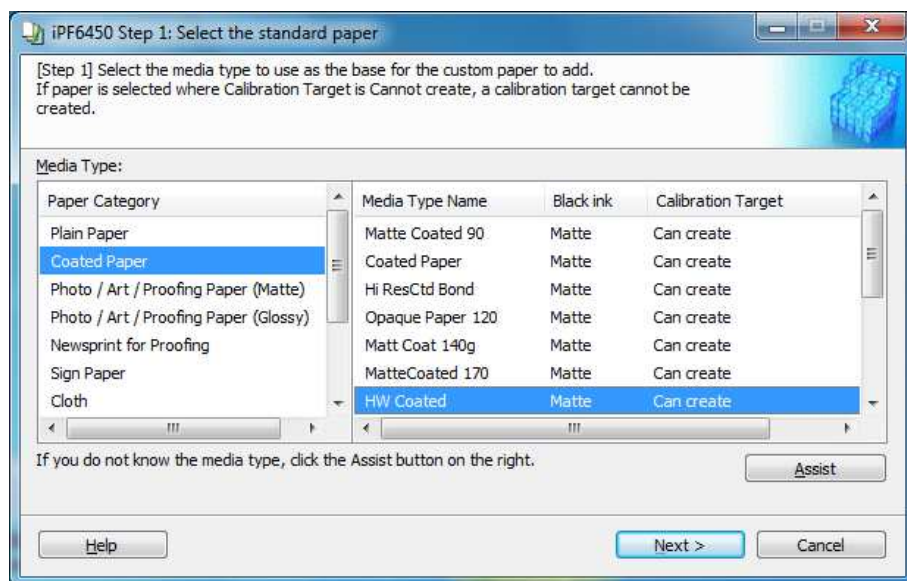 iPF6450 Step 1: Select the standard paper
[Step 1] Select the media type to use as the base for the custom paper to add.
If paper is selected where Calibration Target is Cannot create, a calibration target cannot be
created.
Media Type:
Paper Category
Plain Paper
Coated Paper
Photo / Art / Proofing Paper (Matte)
Photo / Art / Proofing Paper (Glossy)
Newsprint for Proofing
Sign Paper
Cloth
Media Type Name Black ink Calibration Target
Matte Coated 90 Matte Can create
Coated Paper Matte Can create
Hi ResCtd Bond Matte Can create
Opaque Paper 120 Matte Can create
Matt Coat 140g Matte Can create
MatteCoated 170 Matte Can create
HW Coated Matte Can create
If you do not know the media type, click the Assist button on the right.
Assist
Help Next > Cancel